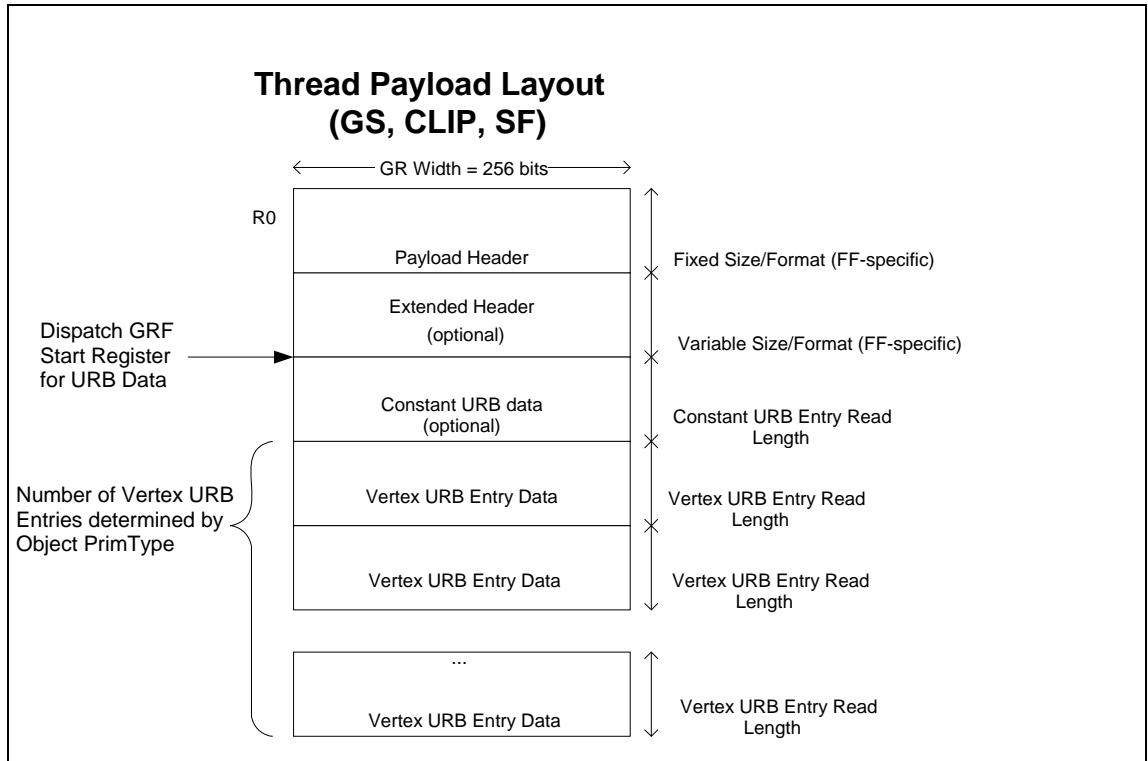 Thread Payload Layout
(GS, CLIP, SF)
GR Width = 256 bits
R0
Payload Header
Fixed Size/Format (FF-specific)
Extended Header
(optional)
Dispatch GRF
Start Register
for URB Data
Variable Size/Format (FF-specific)
Constant URB data
(optional)
Constant URB Entry Read
Length
Number of Vertex URB
Entries determined by
Object PrimType
Vertex URB Entry Data
Vertex URB Entry Read
Length
Vertex URB Entry Data
Vertex URB Entry Read
Length
...
Vertex URB Entry Data
Vertex URB Entry Read
Length